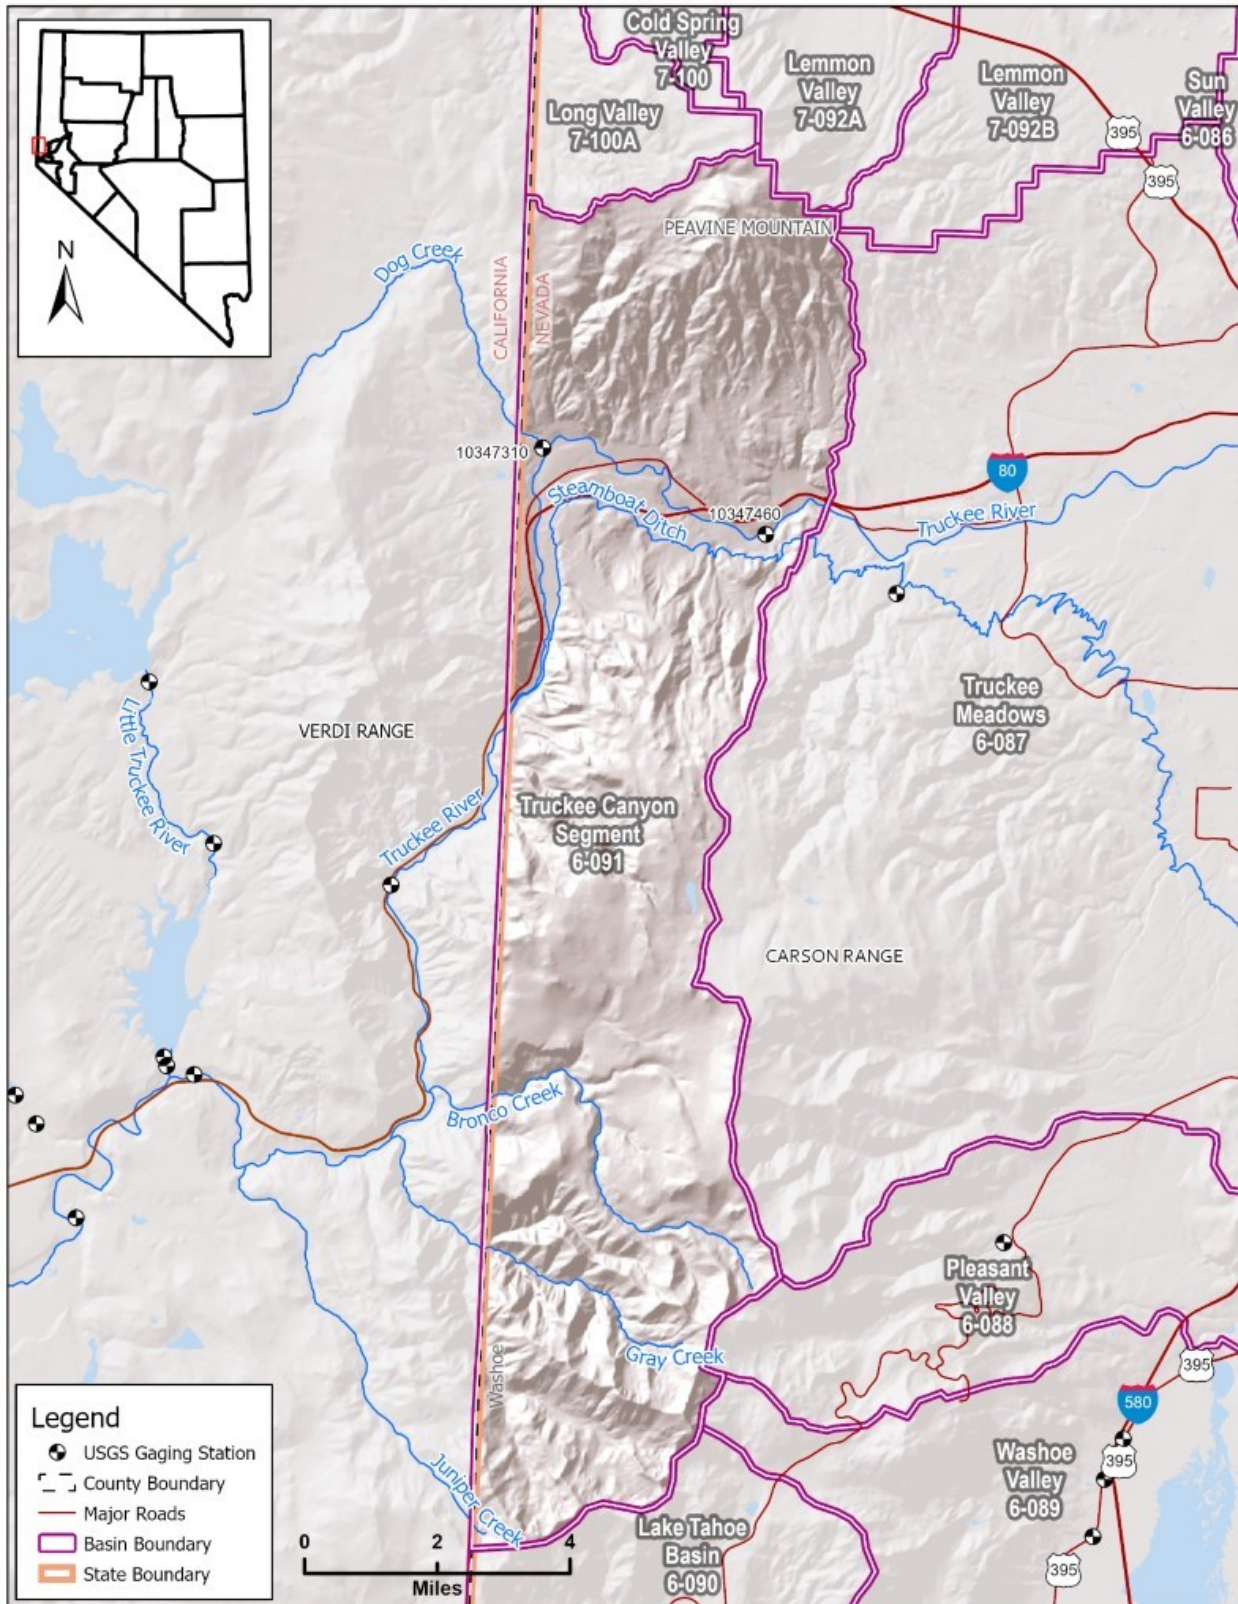 Cold Spring
Valley
7-100
Lemmon
Valley
7-092A
Lemmon
Valley
7-092B
Sun
Valley
6-086
Long Valley
7-100A
395
395
N
PEAVINE MOUNTAIN
Dog Creek
CALIFORNIA
NEVADA
10347310
80
Steamboat Ditch
10347460
Truckee River
Truckee
Meadows
6-087
Little Truckee River
VERDI RANGE
Truckee River
Truckee Canyon
Segment
6-091
CARSON RANGE
Bronco Creek
Pleasant
Valley
6-088
Gray Creek
Washoe
395
580
395
Washoe
Valley
6-089
Juniper Creek
Lake Tahoe
Basin
6-090
395
Legend
USGS Gaging Station
County Boundary
Major Roads
Basin Boundary
State Boundary
0 2 4
Miles